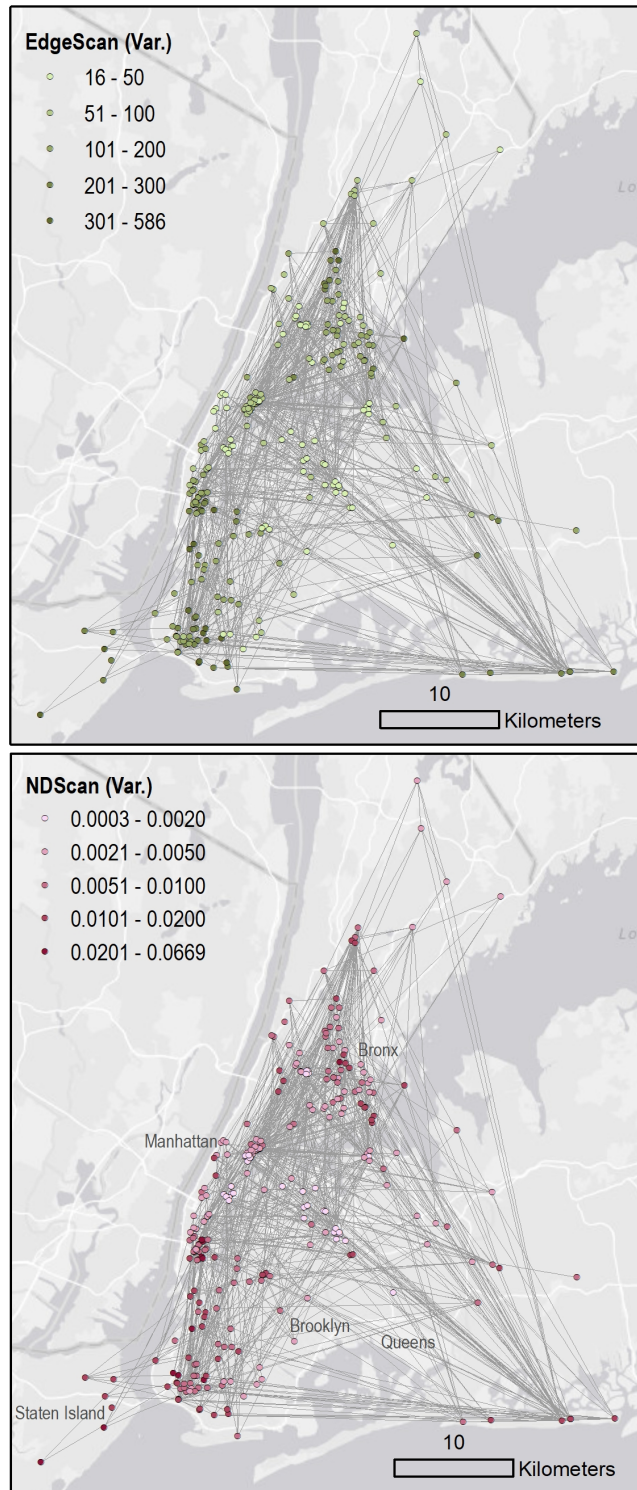 EdgeScan (Var.)
16 - 50
51 - 100
101 - 200
201 - 300
301 - 586
Lo
10
Kilometers
NDScan (Var.)
0.0003 - 0.0020
0.0021 - 0.0050
0.0051 - 0.0100
0.0101 - 0.0200
0.0201 - 0.0669
Lo
Bronx
Manhattan
Brooklyn
Queens
Staten Island
10
Kilometers